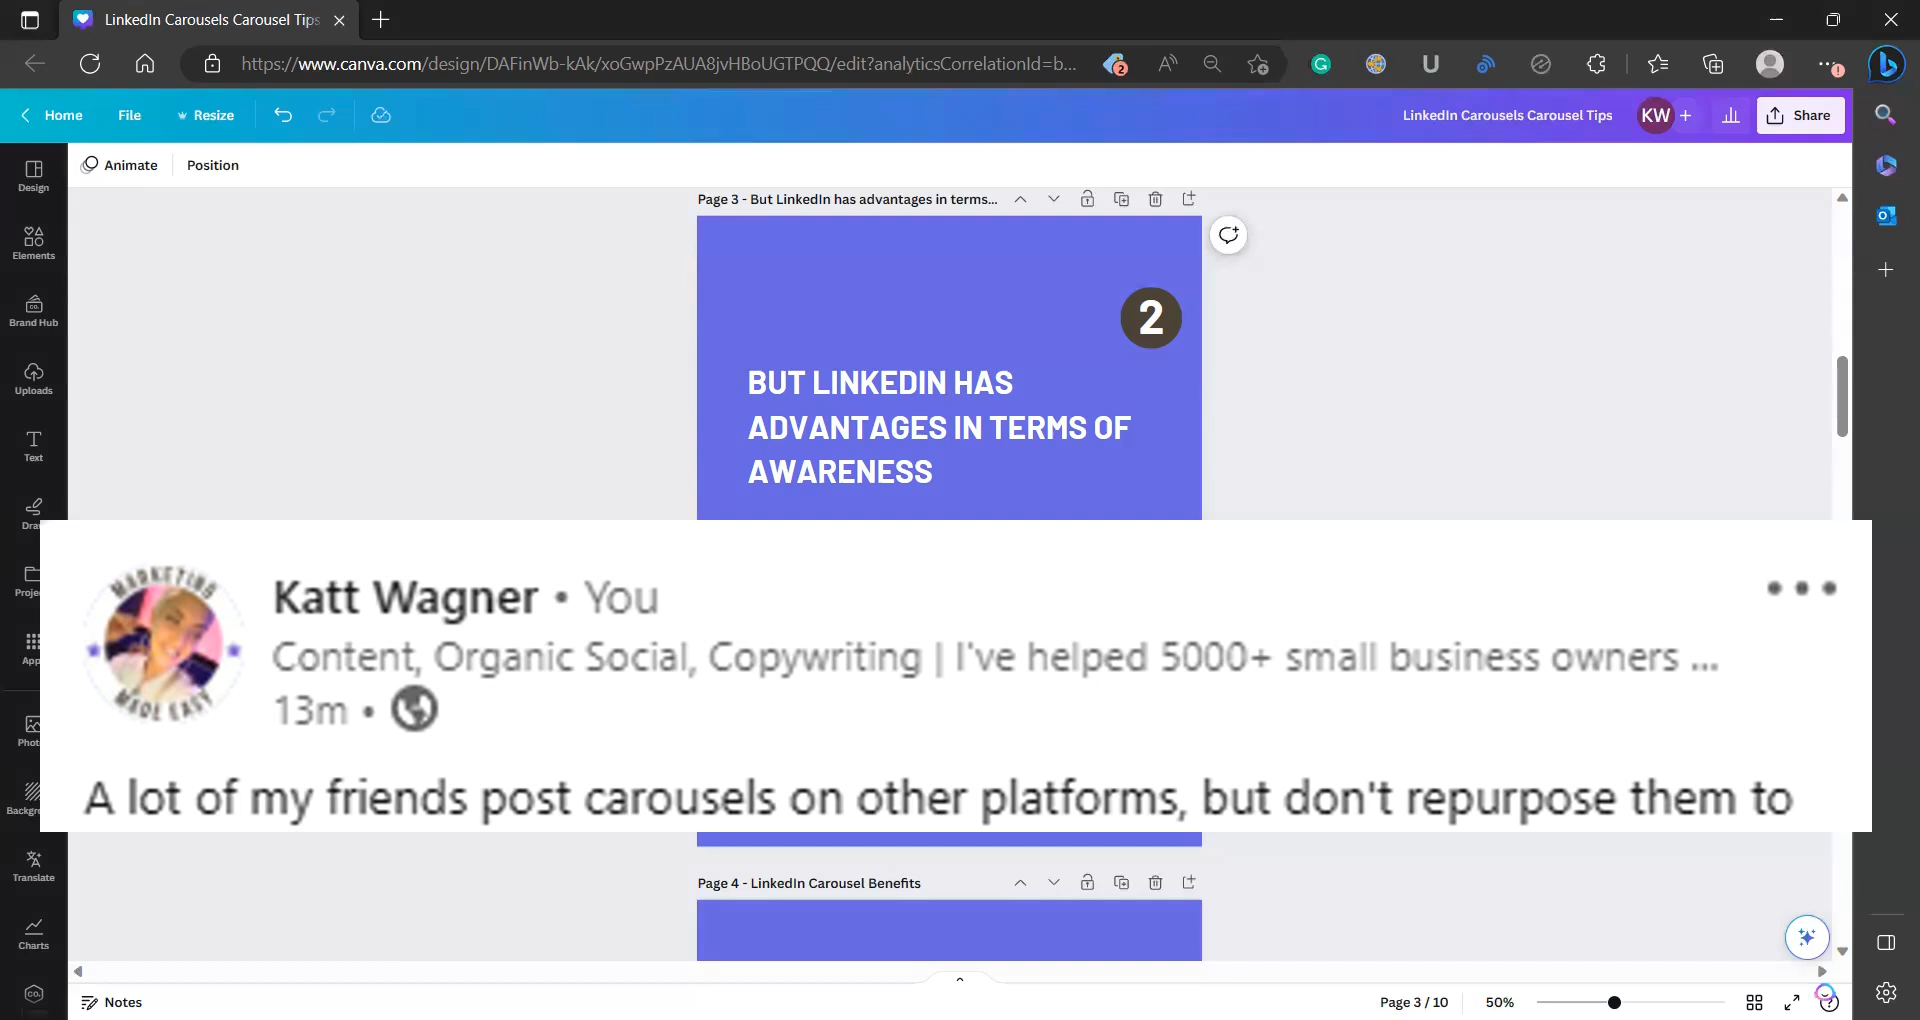 LinkedIn Carousels Carousel Tips
https://www.canva.com/design/DAFinWb-kAk/xoGwpPzAUA8jvHBoUGTPQQ/edit?analyticsCorrelationId=b...
2
Home
File
Resize
LinkedIn Carousels Carousel Tips
KW
Share
Animate
Position
Design
Elements
Brand Hub
Uploads
Text
Page 3 - But LinkedIn has advantages in terms...
2
BUT LINKEDIN HAS
ADVANTAGES IN TERMS OF
AWARENESS
MARKETING
MADE EASY
Katt Wagner • You
Content, Organic Social, Copywriting | I've helped 5000+ small business owners ...
13m •
A lot of my friends post carousels on other platforms, but don't repurpose them to
Translate
Charts
Page 4 - LinkedIn Carousel Benefits
Notes
Page 3 / 10
50%